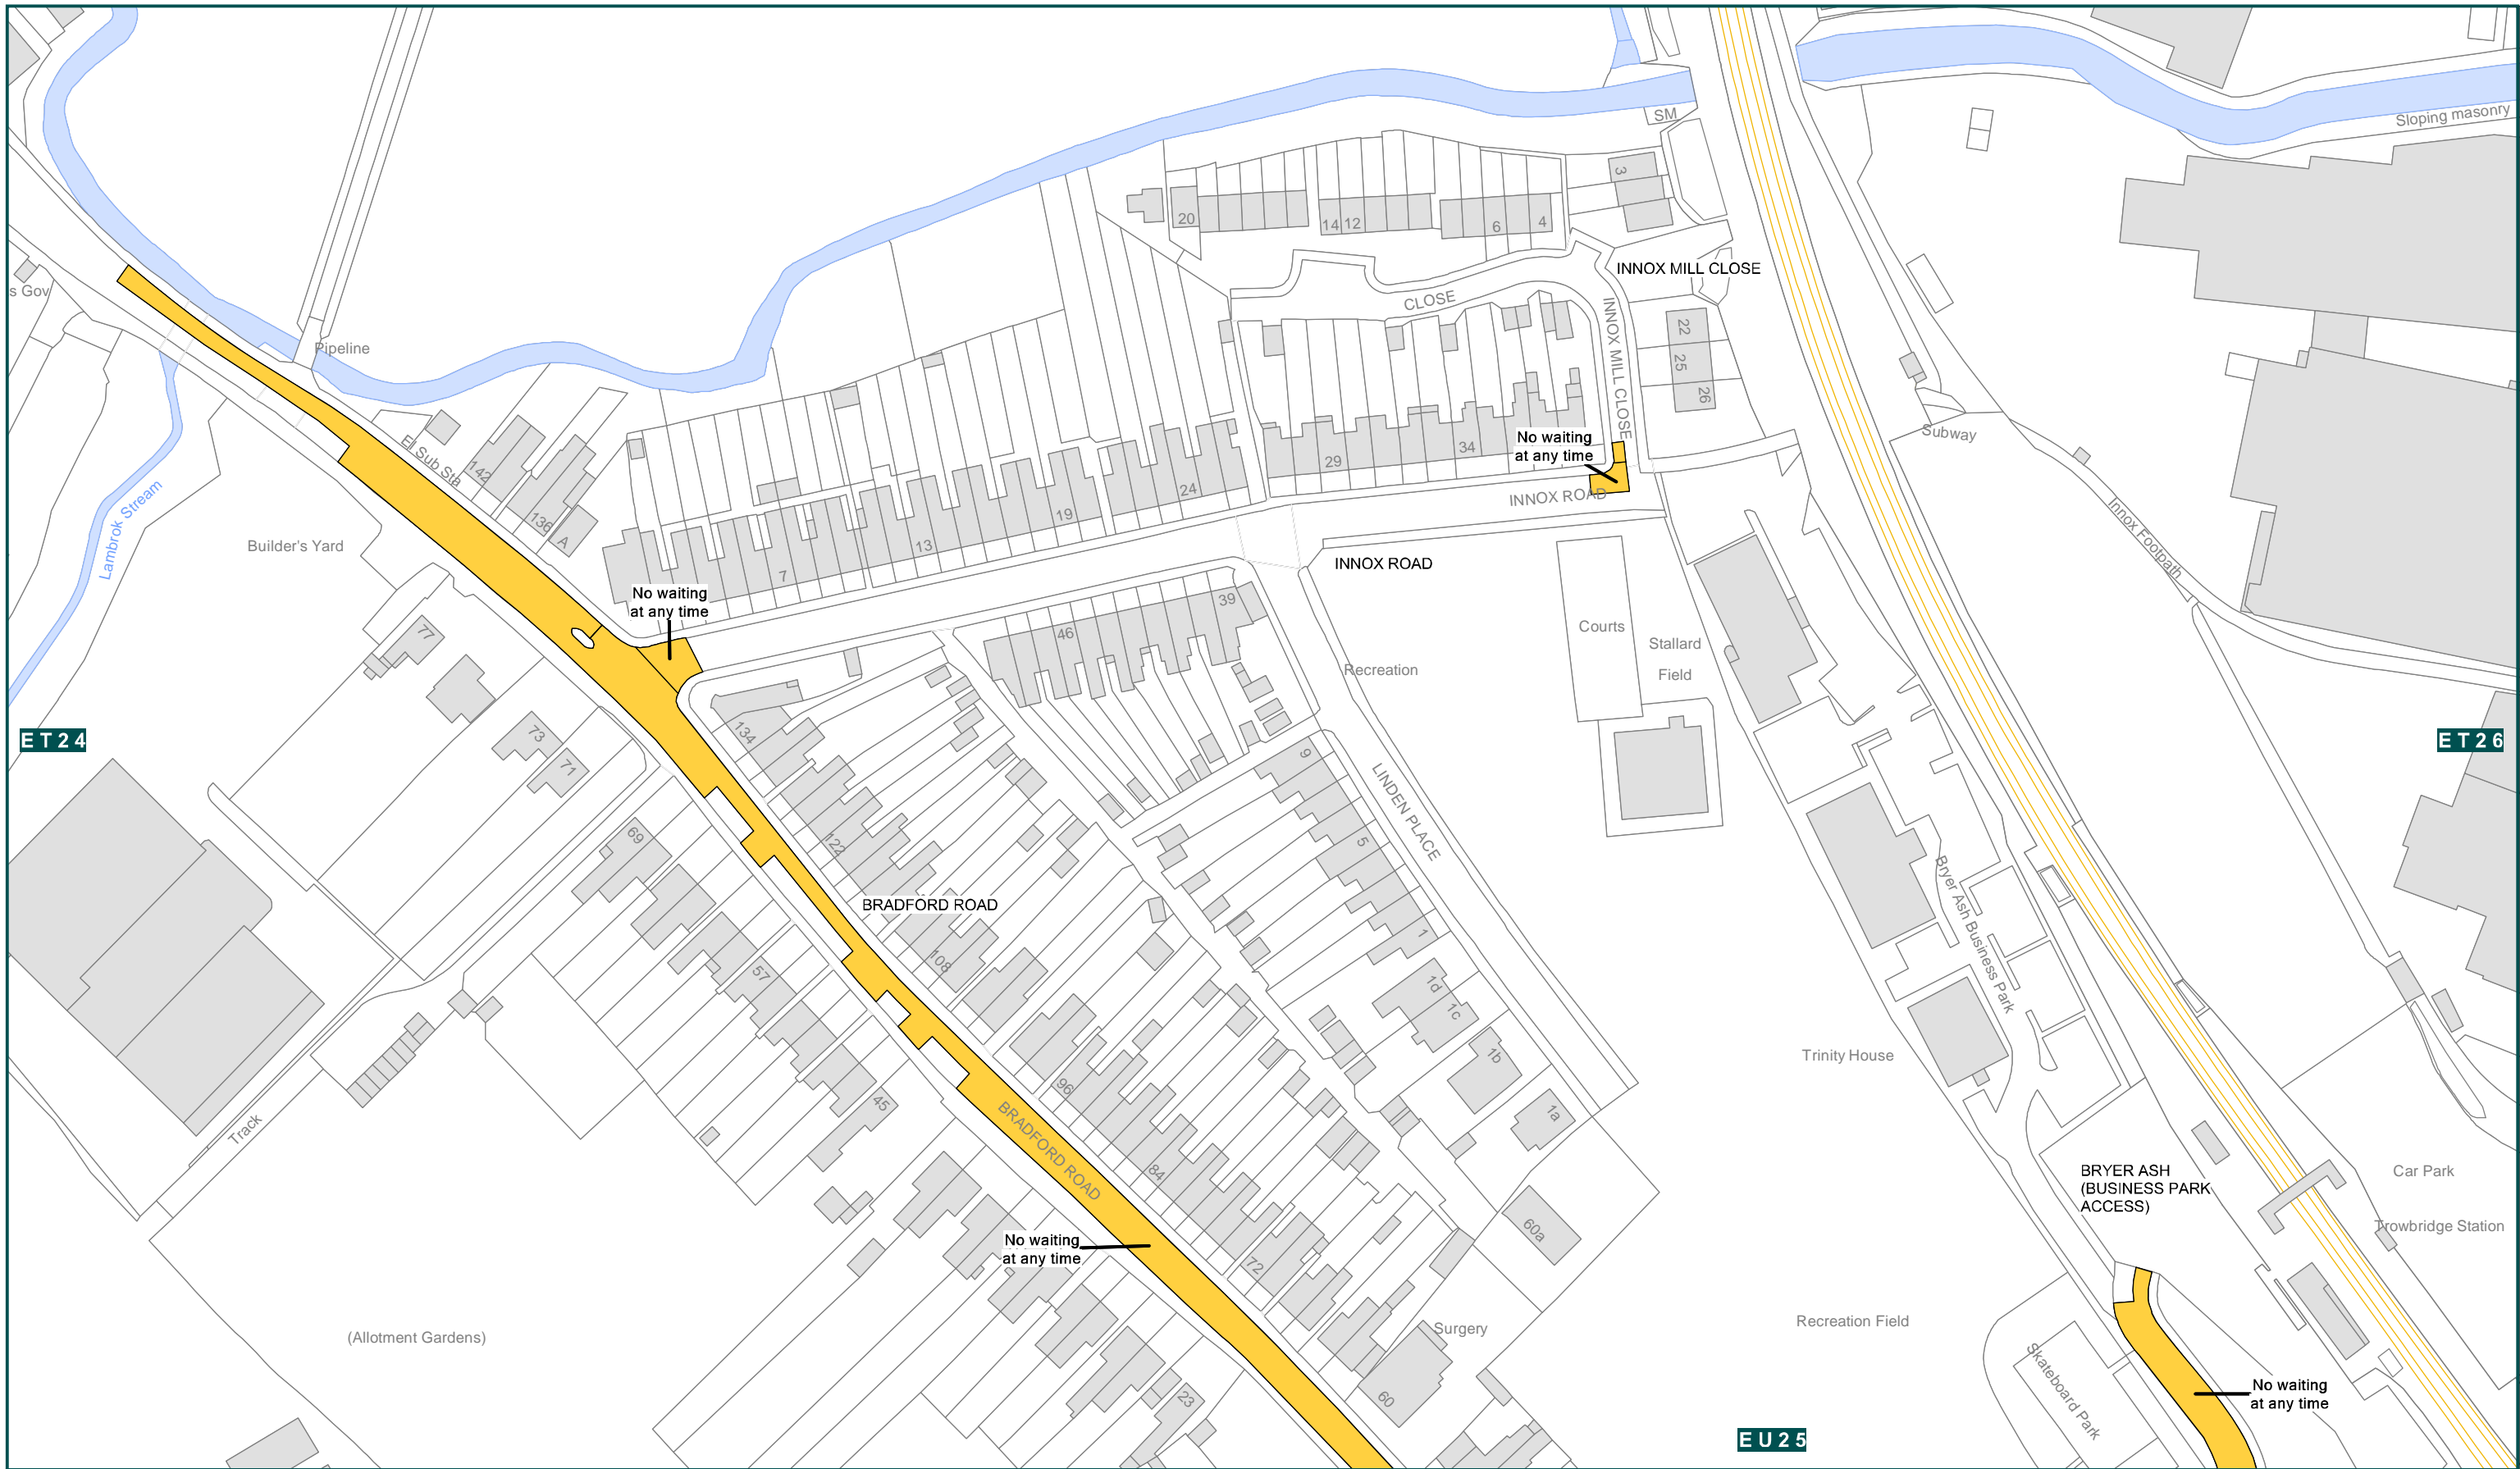 SM
Sloping masonry
3
20
14 12
6
4
INNOX MILL CLOSE
s Gov
CLOSE
INNOX MILL CLOSE
22
25
26
Pipeline
Subway
El Sub Sta
142
136
A
Lambrok Stream
Builder's Yard
No waiting
at any time
29
34
24
19
13
7
INNOX ROAD
INNOX ROAD
Innox Footpath
No waiting
at any time
39
46
Courts
Stallard
Field
Recreation
77
73
71
134
ET24
ET26
9
LINDEN PLACE
5
1
69
122
BRADFORD ROAD
108
57
Bryer Ash Business Park
1d
1c
1b
1a
Trinity House
96
45
BRADFORD ROAD
Track
84
BRYER ASH
(BUSINESS PARK
ACCESS)
Car Park
Trowbridge Station
60a
No waiting
at any time
72
(Allotment Gardens)
Surgery
Recreation Field
Skateboard Park
60
23
No waiting
at any time
EU25